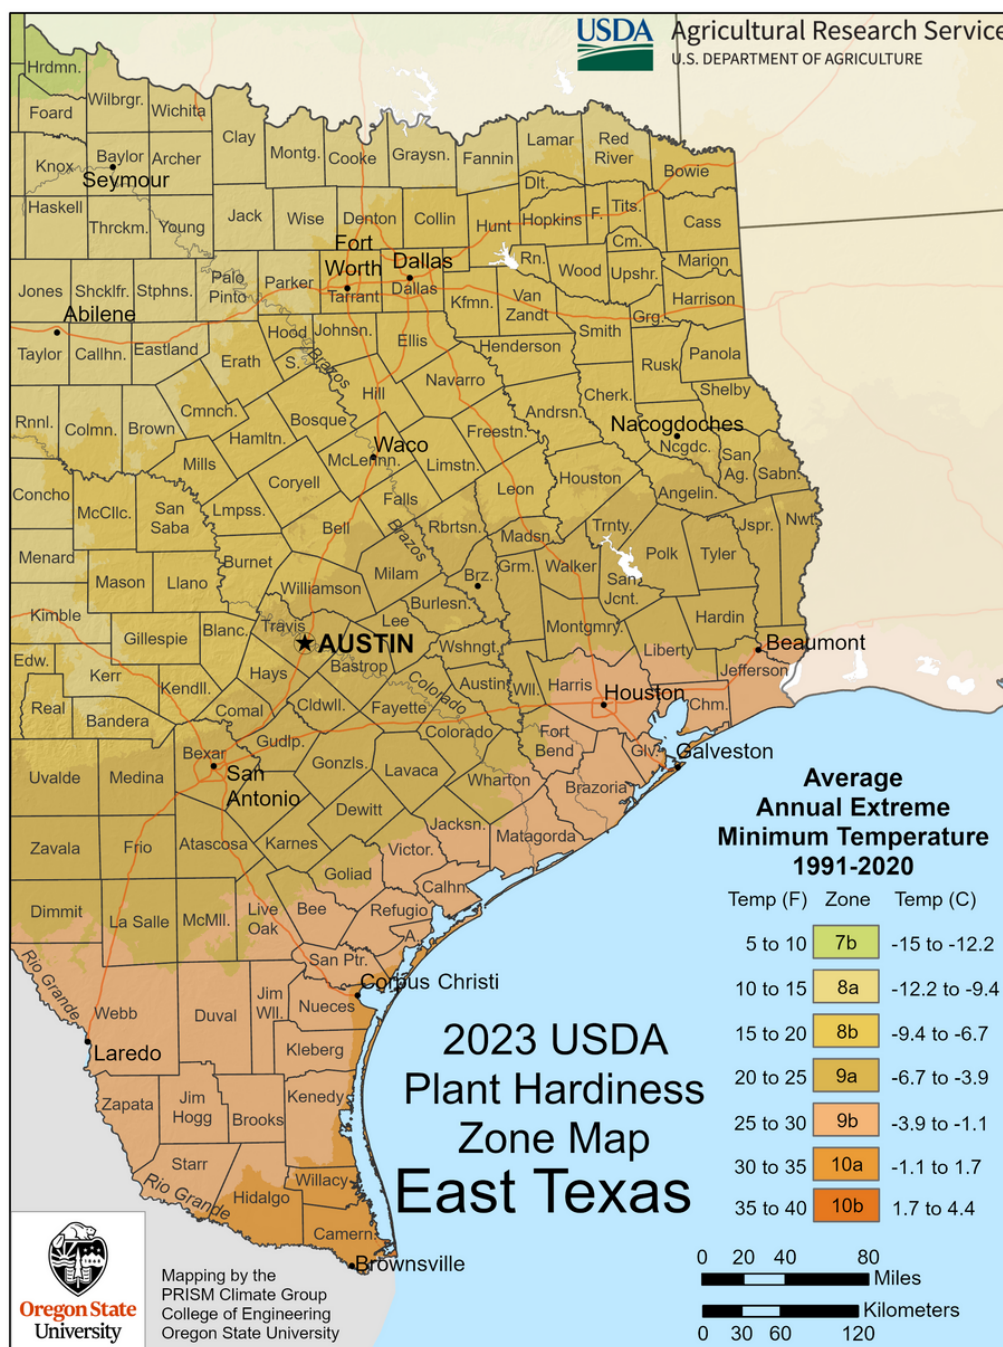 USDA
Agricultural Research Service
U.S. DEPARTMENT OF AGRICULTURE
Hrdmn.
Foard
Wilbrgr.
Wichita
Clay
Montg.
Cooke
Graysn.
Fannin
Lamar
Red
River
Bowie
Knox
Baylor
Seymour
Archer
Dlt.
Haskell
Thrckm.
Young
Jack
Wise
Denton
Collin
Hunt
Hopkins
F.
Tits.
Cass
Cm.
Marion
Fort
Worth
Dallas
Rn.
Wood
Upshr.
Jones
Shcklfr.
Stphns.
Palo
Pinto
Parker
Tarrant
Dallas
Kfmn.
Van
Zandt
Harrison
Abilene
Grg.
Taylor
Callhn.
Eastland
Hood
Johnsn.
Ellis
Smith
Henderson
Rusk
Panola
Erath
S.
Brazos
Navarro
Hill
Cherk.
Shelby
Rnnl.
Colmn.
Brown
Cmnch.
Bosque
Andrsn.
Nacogdoches
Hamltn.
Freestn.
Waco
Ncgdc.
San
Ag.
Sabn.
Mills
McLennn.
Limstn.
Concho
Coryell
Falls
Leon
Houston
Angelin.
McCllc.
San
Saba
Lmpss.
Bell
Brazos
Rbrtsn.
Madsn.
Trnty.
Jspr.
Nwt.
Menard
Burnet
Milam
Brz.
Grm.
Walker
Polk
Tyler
Mason
Llano
Williamson
San
Jcnt.
Kimble
Burlesn.
Lee
Montgmry.
Hardin
Gillespie
Blanc.
Travis
AUSTIN
Wshngt.
Liberty
Beaumont
Edw.
Kerr
Hays
Bastrop
Jefferson
Kendll.
Colorado
Austin
Wll.
Harris
Houston
Chm.
Real
Bandera
Comal
Cldwll.
Fayette
Bexar
Gudlp.
Colorado
Fort
Bend
Glv.
Galveston
Uvalde
Medina
San
Antonio
Gonzls.
Lavaca
Wharton
Brazoria
Dewitt
Zavala
Frio
Atascosa
Karnes
Jacksn.
Matagorda
Victor.
Goliad
Calhn.
Dimmit
La Salle
McMll.
Live
Oak
Bee
Refugio
A.
San Ptr.
Rio Grande
Corpus Christi
Webb
Duval
Jim
Wll.
Nueces
Laredo
Kleberg
Zapata
Jim
Hogg
Brooks
Kenedy
Starr
Rio Grande
Hidalgo
Willacy
Camern.
Brownsville
Average
Annual Extreme
Minimum Temperature
1991-2020
Temp (F) Zone Temp (C)
5 to 10 7b -15 to -12.2
10 to 15 8a -12.2 to -9.4
15 to 20 8b -9.4 to -6.7
20 to 25 9a -6.7 to -3.9
25 to 30 9b -3.9 to -1.1
30 to 35 10a -1.1 to 1.7
35 to 40 10b 1.7 to 4.4
2023 USDA
Plant Hardiness
Zone Map
East Texas
0 20 40 80
Miles
Kilometers
0 30 60 120
Oregon State
University
Mapping by the
PRISM Climate Group
College of Engineering
Oregon State University